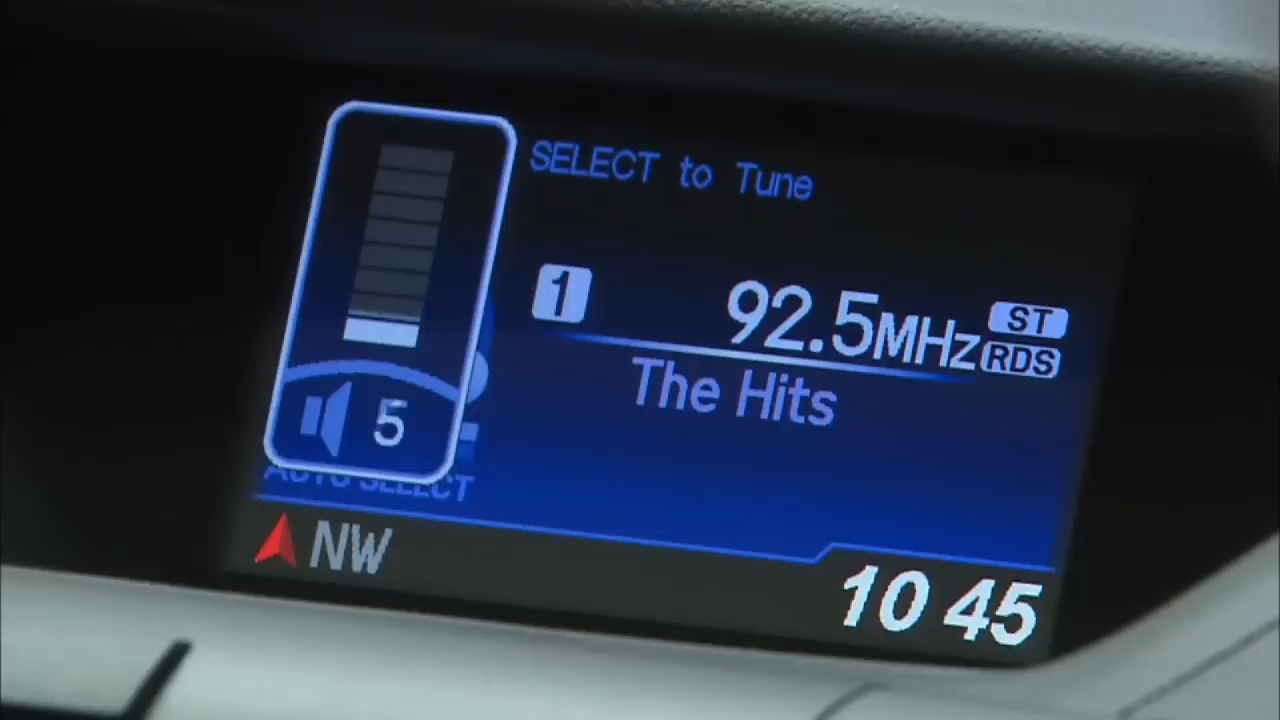 SELECT to Tune
1 92.5MHz ST
RDS
The Hits
5
AUTO SELECT
NW
10 45